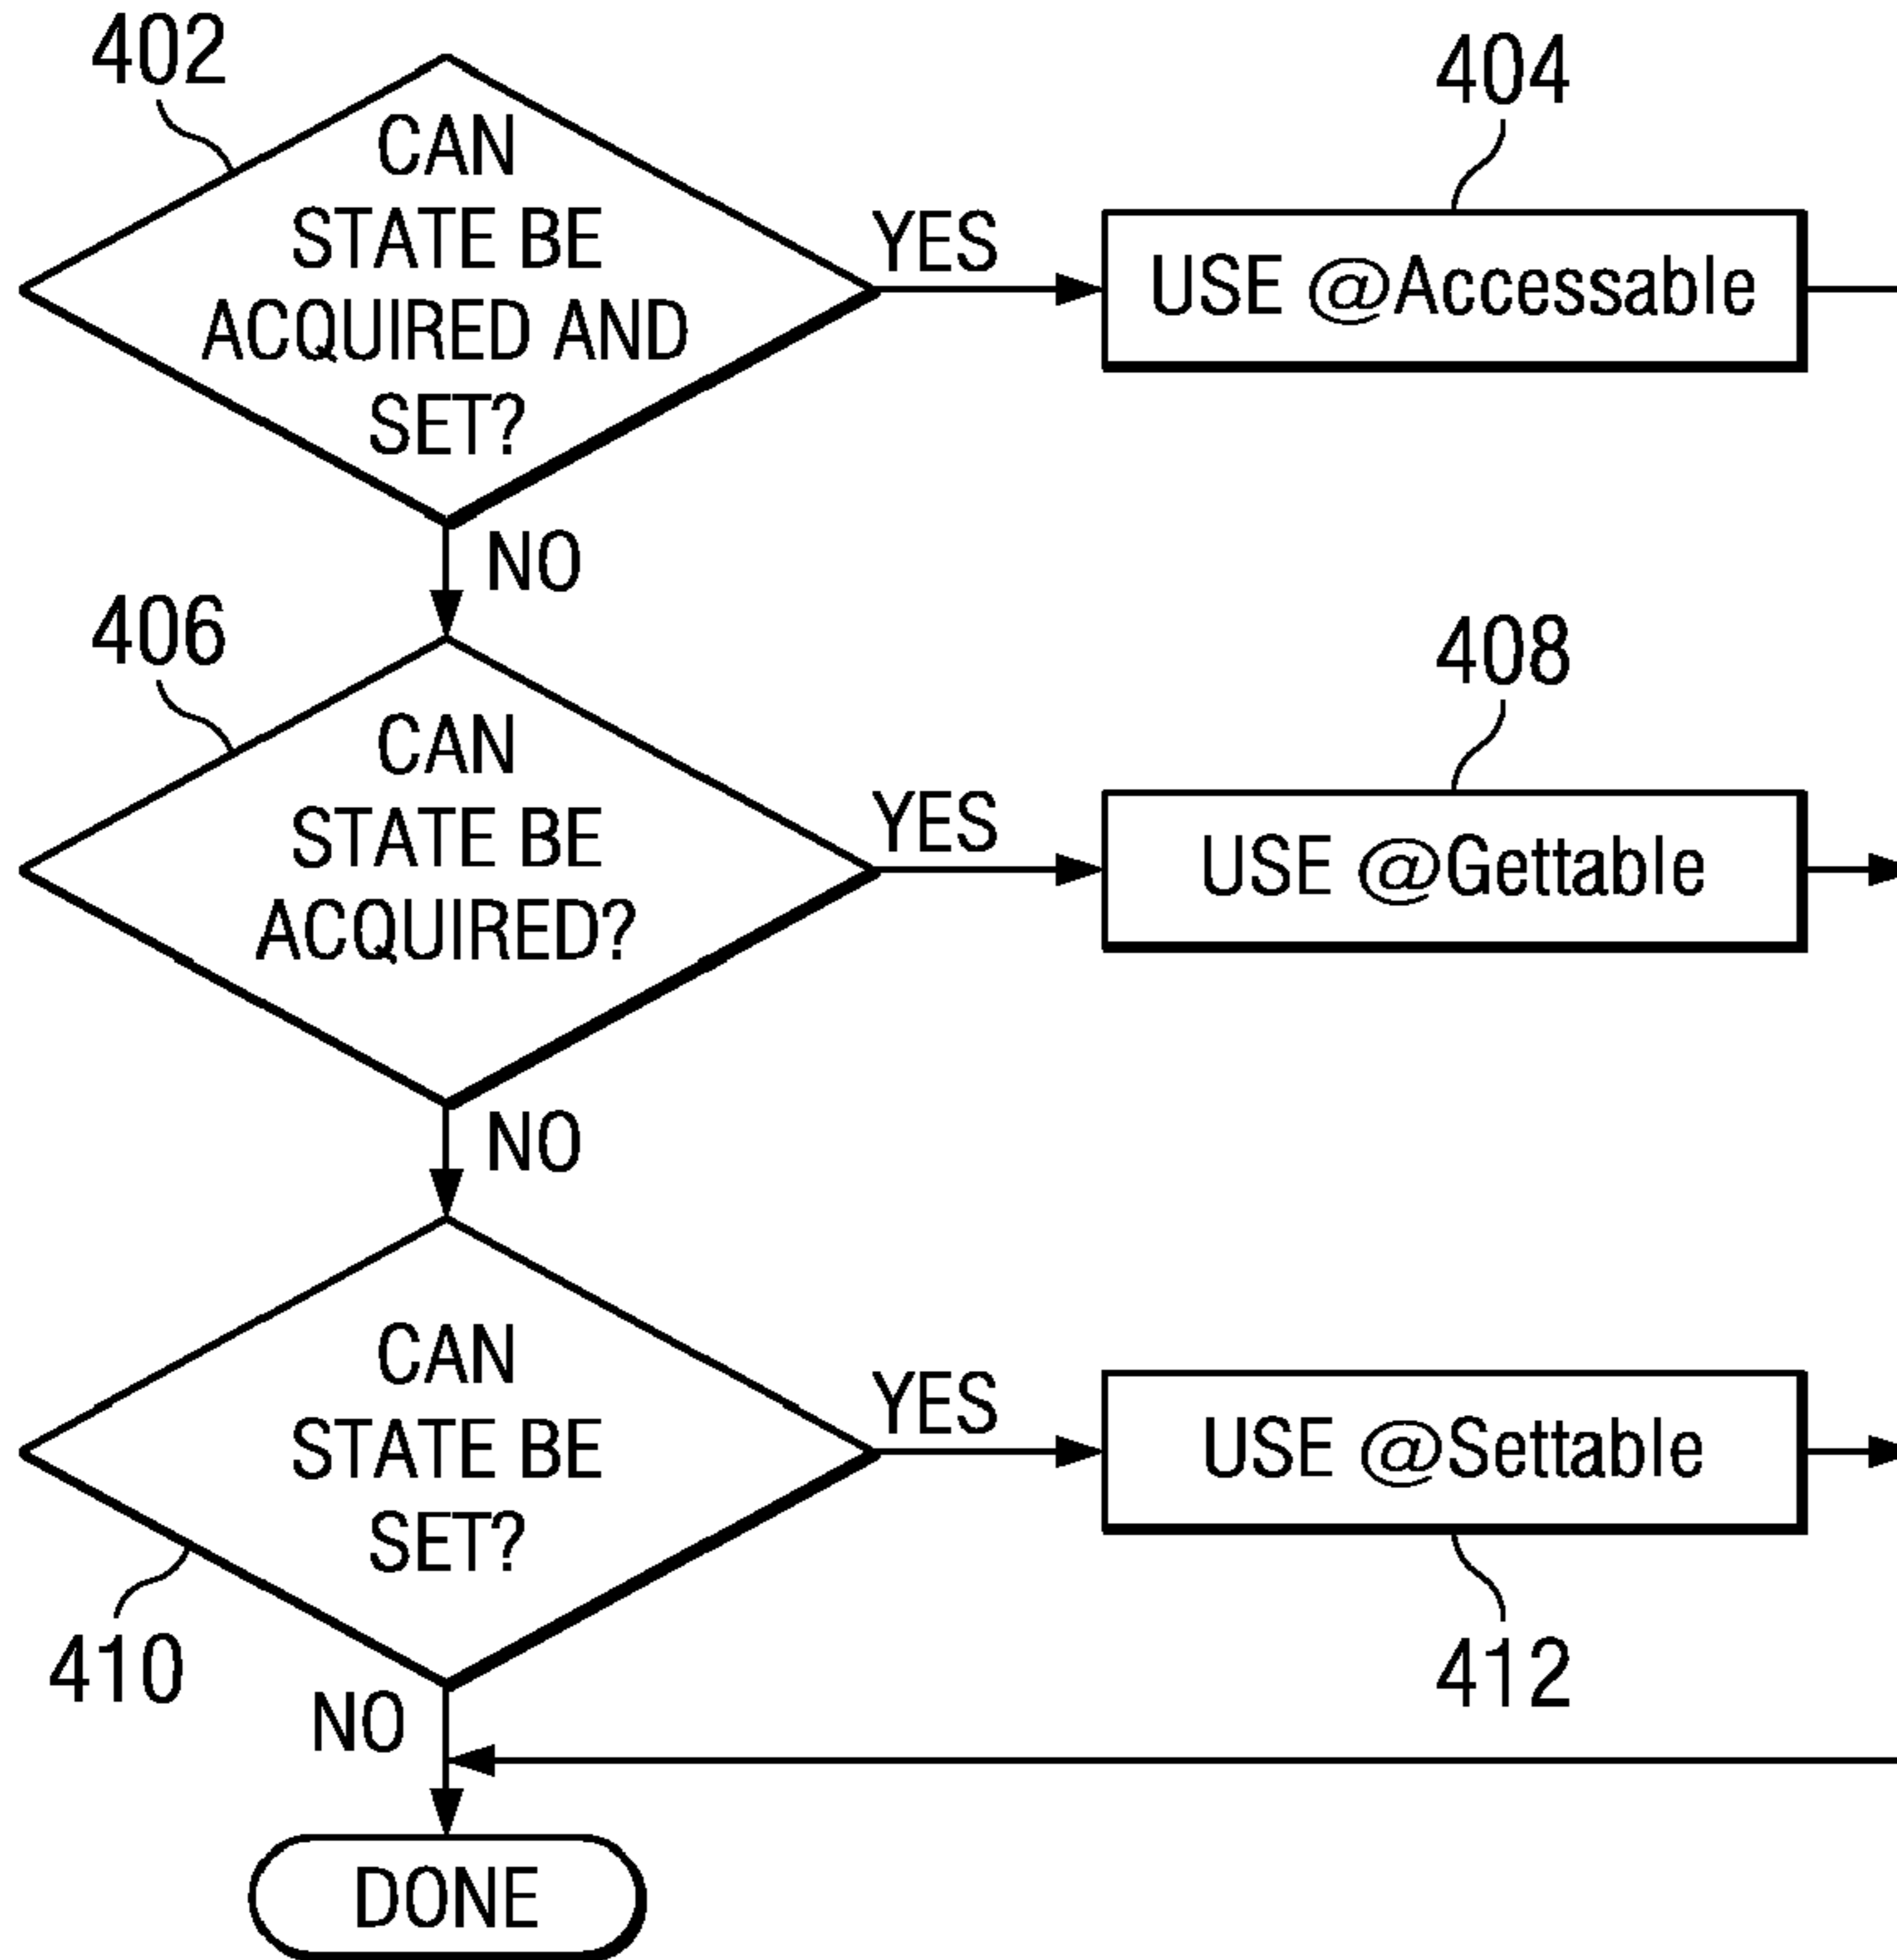 402
CAN
STATE BE
ACQUIRED AND
SET?
YES
404
USE @Accessable
NO
406
CAN
STATE BE
ACQUIRED?
YES
408
USE @Gettable
NO
CAN
STATE BE
SET?
410
YES
USE @Settable
412
NO
DONE